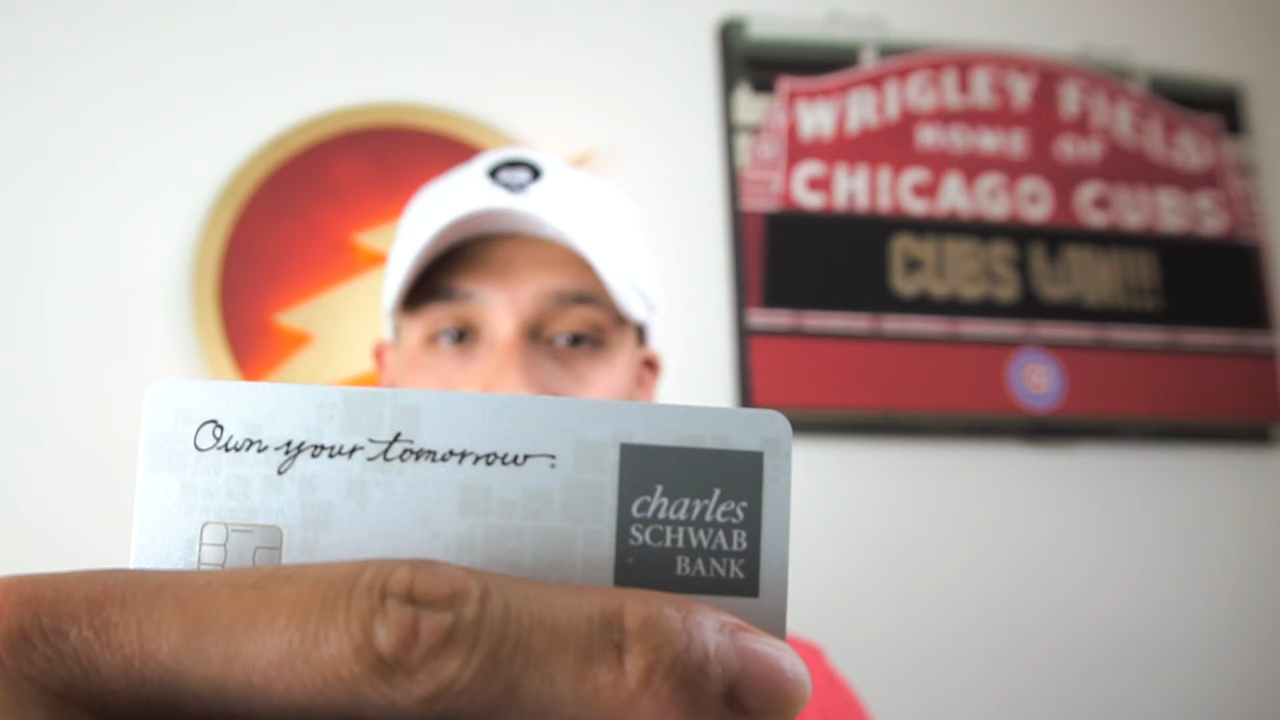 WRIGLEY FIELD
HOME OF
CHICAGO CUBS
CUBS WIN!!!
Own your tomorrow.
charles
SCHWAB
BANK